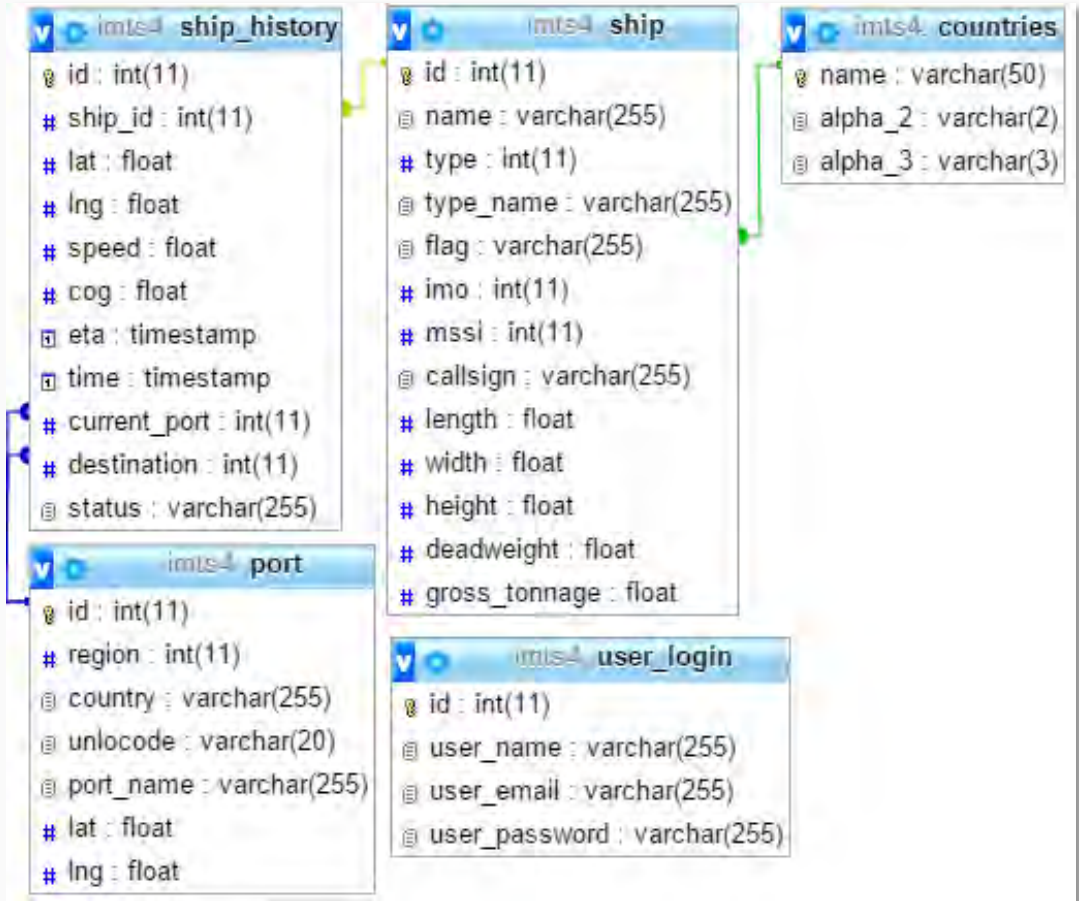 imts4 ship_history
id : int(11)
ship_id : int(11)
lat : float
lng : float
speed : float
cog : float
eta : timestamp
time : timestamp
current_port : int(11)
destination : int(11)
status : varchar(255)
imts4 ship
id : int(11)
name : varchar(255)
type : int(11)
type_name : varchar(255)
flag : varchar(255)
imo : int(11)
mssi : int(11)
callsign : varchar(255)
length : float
width : float
height : float
deadweight : float
gross_tonnage : float
imts4 countries
name : varchar(50)
alpha_2 : varchar(2)
alpha_3 : varchar(3)
imts4 port
id : int(11)
region : int(11)
country : varchar(255)
unlocode : varchar(20)
port_name : varchar(255)
lat : float
lng : float
imts4 user_login
id : int(11)
user_name : varchar(255)
user_email : varchar(255)
user_password : varchar(255)